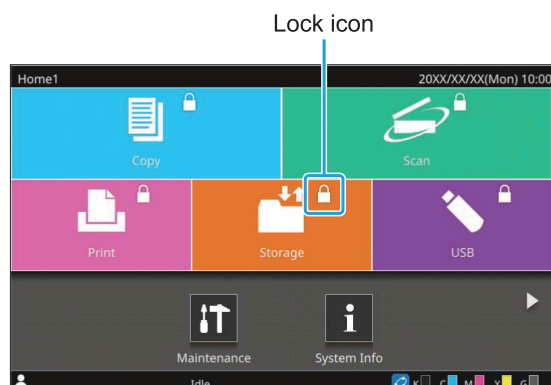 Lock icon
Home1 20XX/XX/XX(Mon) 10:00
Copy Scan
Print Storage USB
Maintenance System Info
Idle K C M Y G